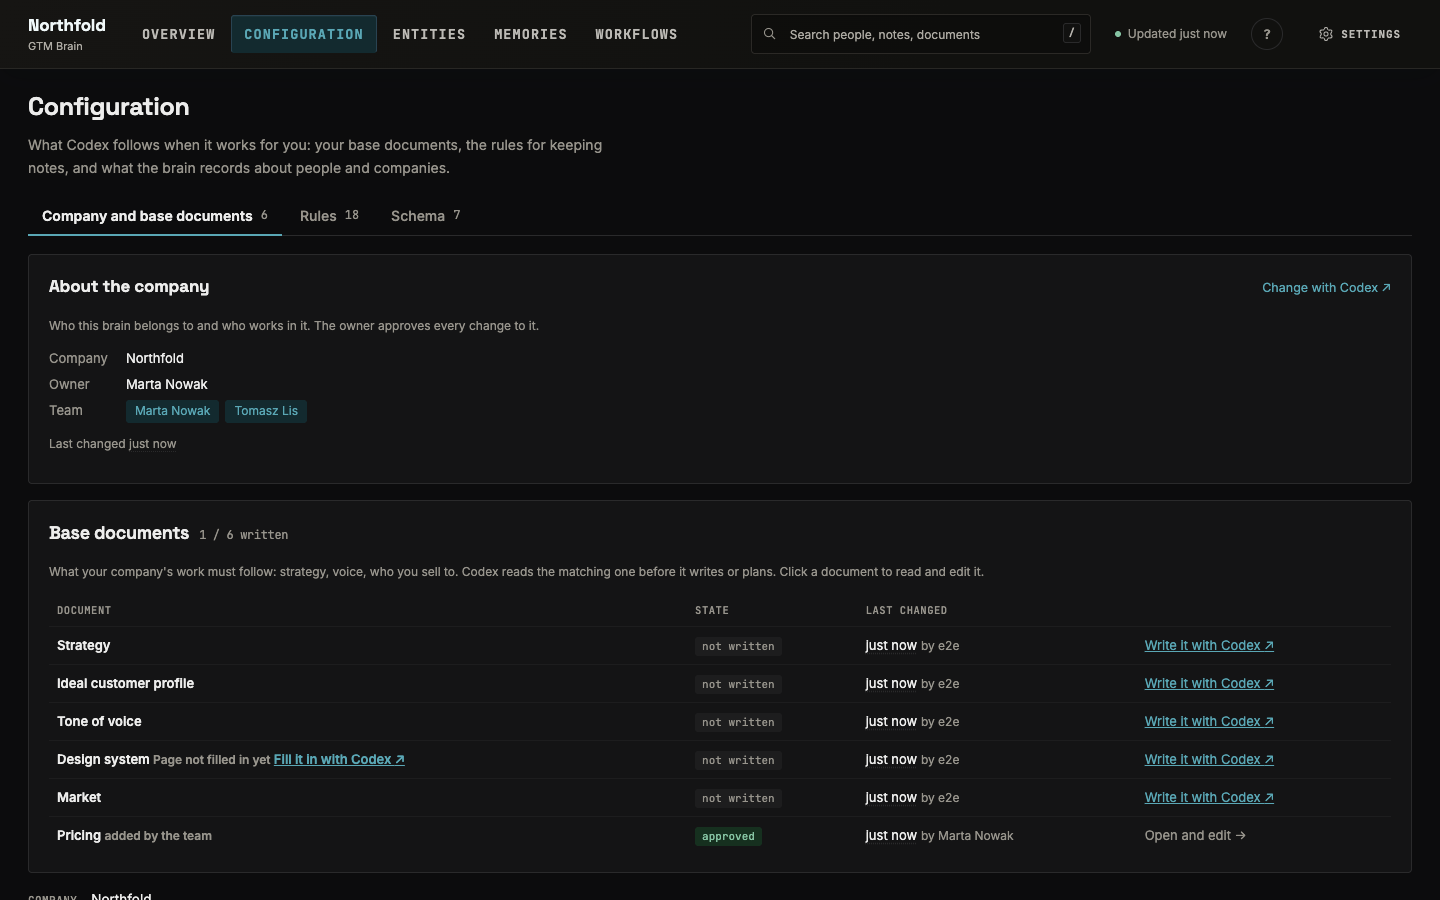 Northfold
GTM Brain
OVERVIEW
CONFIGURATION
ENTITIES
MEMORIES
WORKFLOWS
Search people, notes, documents
/
Updated just now
?
SETTINGS
Configuration
What Codex follows when it works for you: your base documents, the rules for keeping
notes, and what the brain records about people and companies.
Company and base documents 6
Rules 18
Schema 7
About the company
Change with Codex ↗
Who this brain belongs to and who works in it. The owner approves every change to it.
Company Northfold
Owner Marta Nowak
Team Marta Nowak Tomasz Lis
Last changed just now
Base documents 1 / 6 written
What your company's work must follow: strategy, voice, who you sell to. Codex reads the matching one before it writes or plans. Click a document to read and edit it.
DOCUMENT STATE LAST CHANGED
Strategy not written just now by e2e Write it with Codex ↗
Ideal customer profile not written just now by e2e Write it with Codex ↗
Tone of voice not written just now by e2e Write it with Codex ↗
Design system Page not filled in yet Fill it in with Codex ↗ not written just now by e2e Write it with Codex ↗
Market not written just now by e2e Write it with Codex ↗
Pricing added by the team approved just now by Marta Nowak Open and edit →
COMPANY Northfold